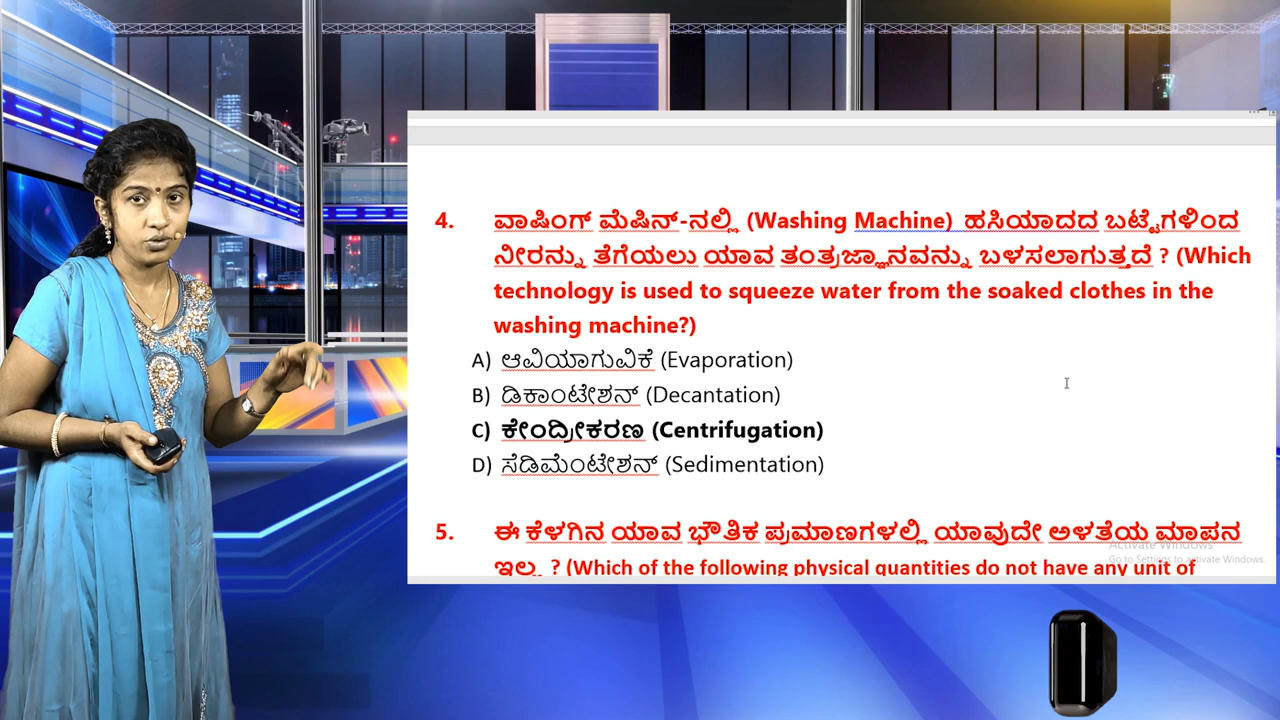 4. ವಾಷಿಂಗ್ ಮೆಷಿನ್-ನಲ್ಲಿ (Washing Machine) ಹಸಿಯಾದದ ಬಟ್ಟೆಗಳಿಂದ
ನೀರನ್ನು ತೆಗೆಯಲು ಯಾವ ತಂತ್ರಜ್ಞಾನವನ್ನು ಬಳಸಲಾಗುತ್ತದೆ ? (Which
technology is used to squeeze water from the soaked clothes in the
washing machine?)
A) ಆವಿಯಾಗುವಿಕೆ (Evaporation)
B) ಡಿಕಾಂಟೇಶನ್ (Decantation)
C) ಕೇಂದ್ರೀಕರಣ (Centrifugation)
D) ಸೆಡಿಮೆಂಟೇಶನ್ (Sedimentation)
5. ಈ ಕೆಳಗಿನ ಯಾವ ಭೌತಿಕ ಪ್ರಮಾಣಗಳಲ್ಲಿ ಯಾವುದೇ ಅಳತೆಯ ಮಾಪನ
ಇಲ್ಲ ? (Which of the following physical quantities do not have any unit of
Activate Windows
Go to Settings to activate Windows.